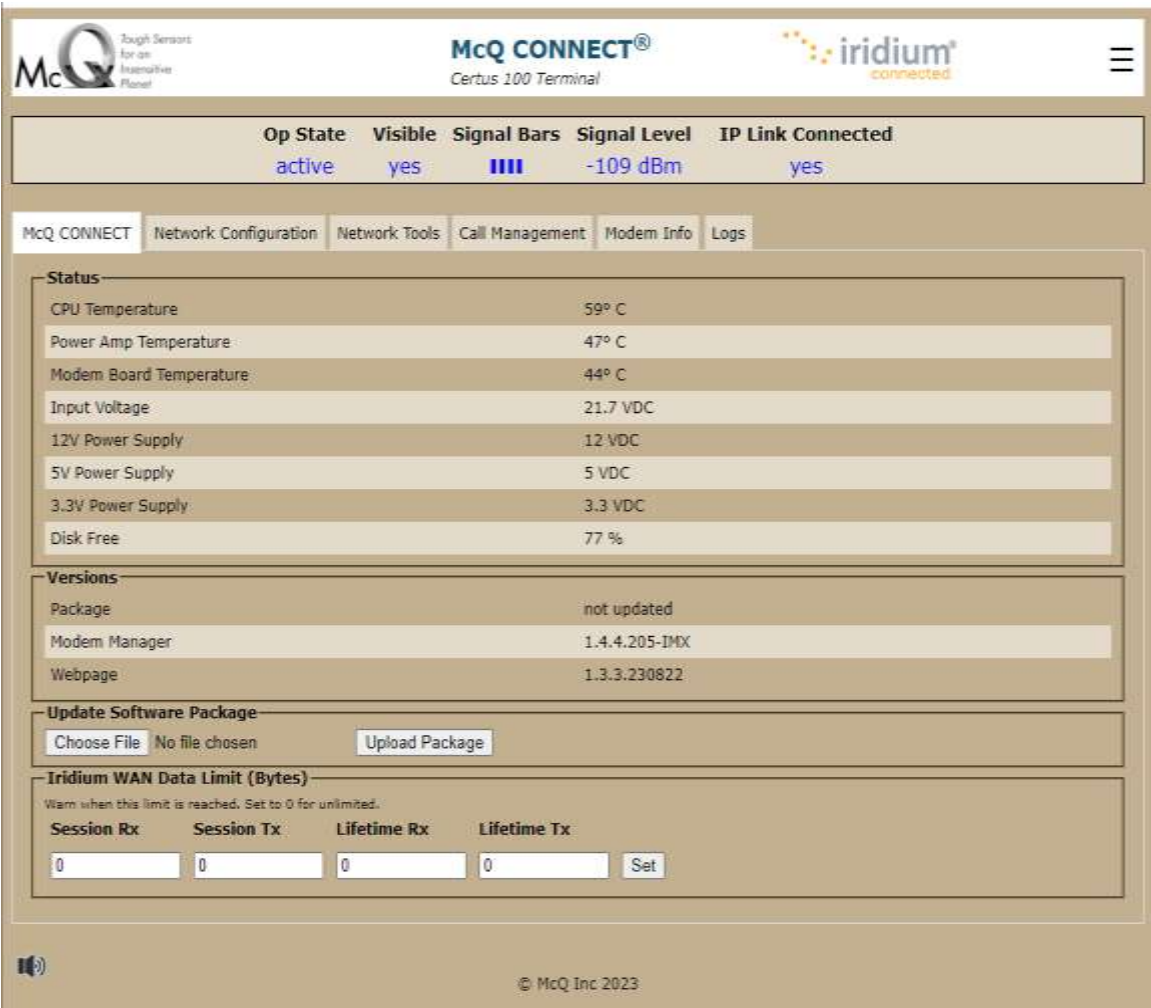 McQ
Tough Sensors
for an
Insensitive
Planet
McQ CONNECT®
Certus 100 Terminal
iridium®
connected
Op State Visible Signal Bars Signal Level IP Link Connected
active yes -109 dBm yes
McQ CONNECT Network Configuration Network Tools Call Management Modem Info Logs
Status
CPU Temperature 59° C
Power Amp Temperature 47° C
Modem Board Temperature 44° C
Input Voltage 21.7 VDC
12V Power Supply 12 VDC
5V Power Supply 5 VDC
3.3V Power Supply 3.3 VDC
Disk Free 77 %
Versions
Package not updated
Modem Manager 1.4.4.205-IMX
Webpage 1.3.3.230822
Update Software Package
Choose File No file chosen Upload Package
Iridium WAN Data Limit (Bytes)
Warn when this limit is reached. Set to 0 for unlimited.
Session Rx Session Tx Lifetime Rx Lifetime Tx
0 0 0 0 Set
© McQ Inc 2023